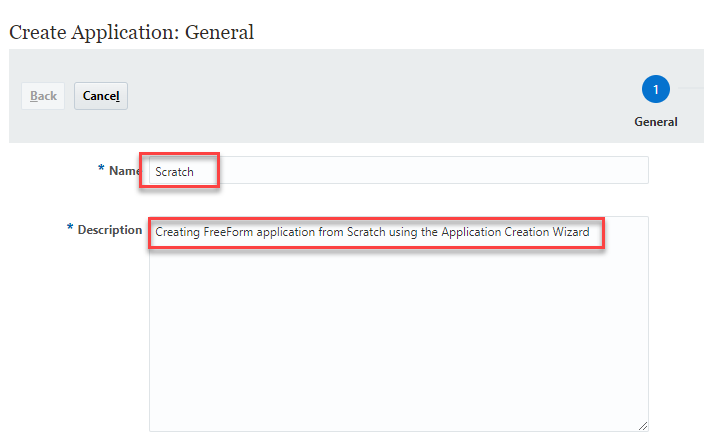 Create Application: General
Back
Cancel
1
General
* Name
Scratch
* Description
Creating FreeForm application from Scratch using the Application Creation Wizard